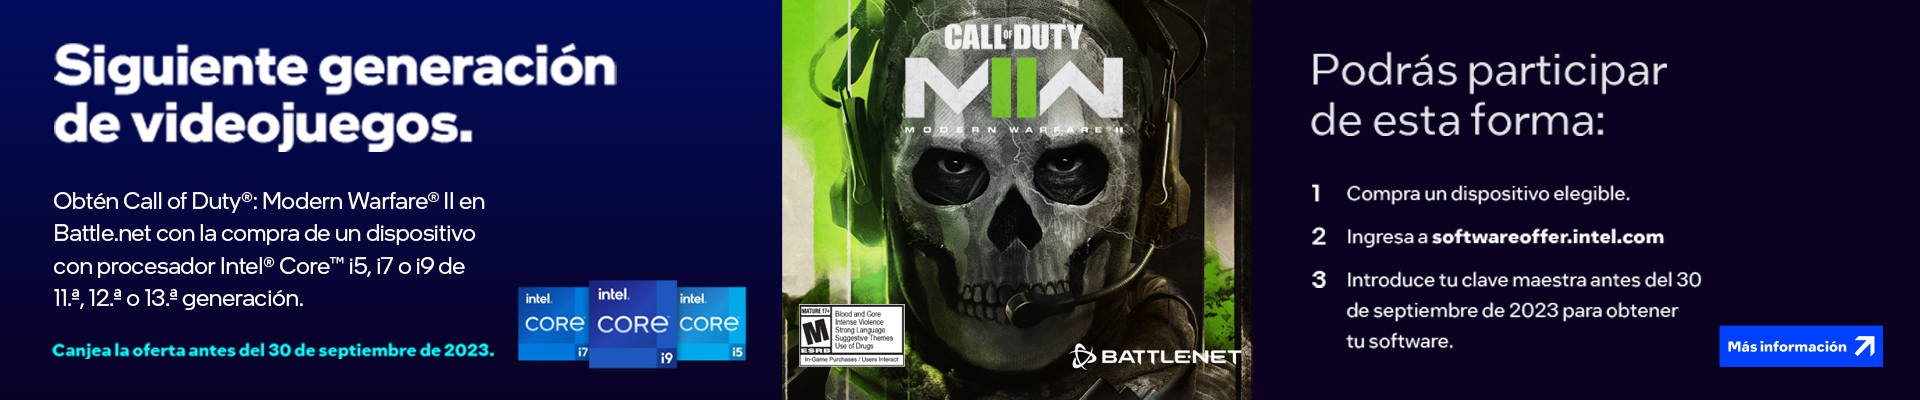 Siguiente generación
de videojuegos.
Obtén Call of Duty®: Modern Warfare® II en
Battle.net con la compra de un dispositivo
con procesador Intel® Core™ i5, i7 o i9 de
11.ª, 12.ª o 13.ª generación.
Canjea la oferta antes del 30 de septiembre de 2023.
intel.
CORE™
i7
intel.
CORE™
i9
intel.
CORE™
i5
CALL OF DUTY
MWII
MODERN WARFARE II
MATURE 17+
M
ESRB
Blood and Gore
Intense Violence
Strong Language
Suggestive Themes
Use of Drugs
In-Game Purchases / Users Interact
BATTLE.NET
Podrás participar
de esta forma:
1 Compra un dispositivo elegible.
2 Ingresa a softwareoffer.intel.com
3 Introduce tu clave maestra antes del 30
de septiembre de 2023 para obtener
tu software.
Más información